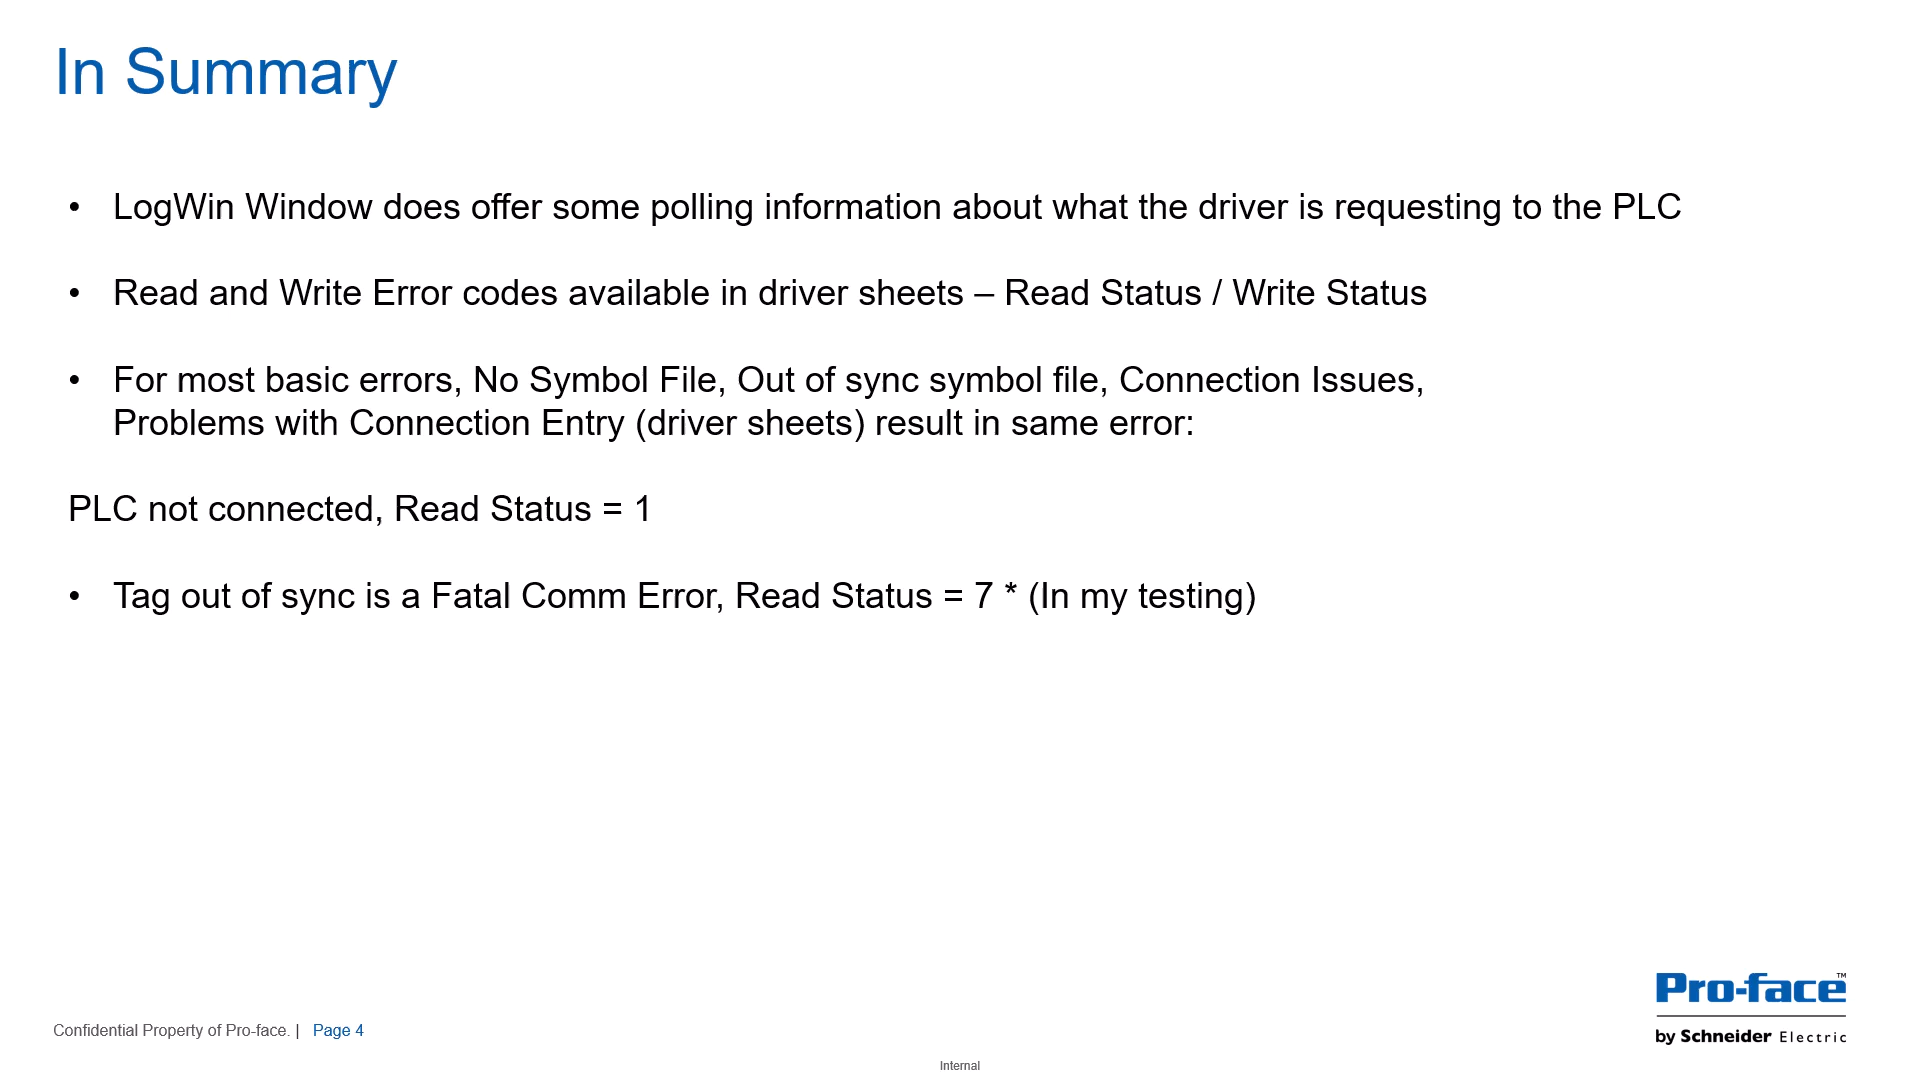 In Summary
• LogWin Window does offer some polling information about what the driver is requesting to the PLC
• Read and Write Error codes available in driver sheets – Read Status / Write Status
• For most basic errors, No Symbol File, Out of sync symbol file, Connection Issues,
Problems with Connection Entry (driver sheets) result in same error:
PLC not connected, Read Status = 1
• Tag out of sync is a Fatal Comm Error, Read Status = 7 * (In my testing)
Pro-face™
by Schneider Electric
Confidential Property of Pro-face. | Page 4
Internal